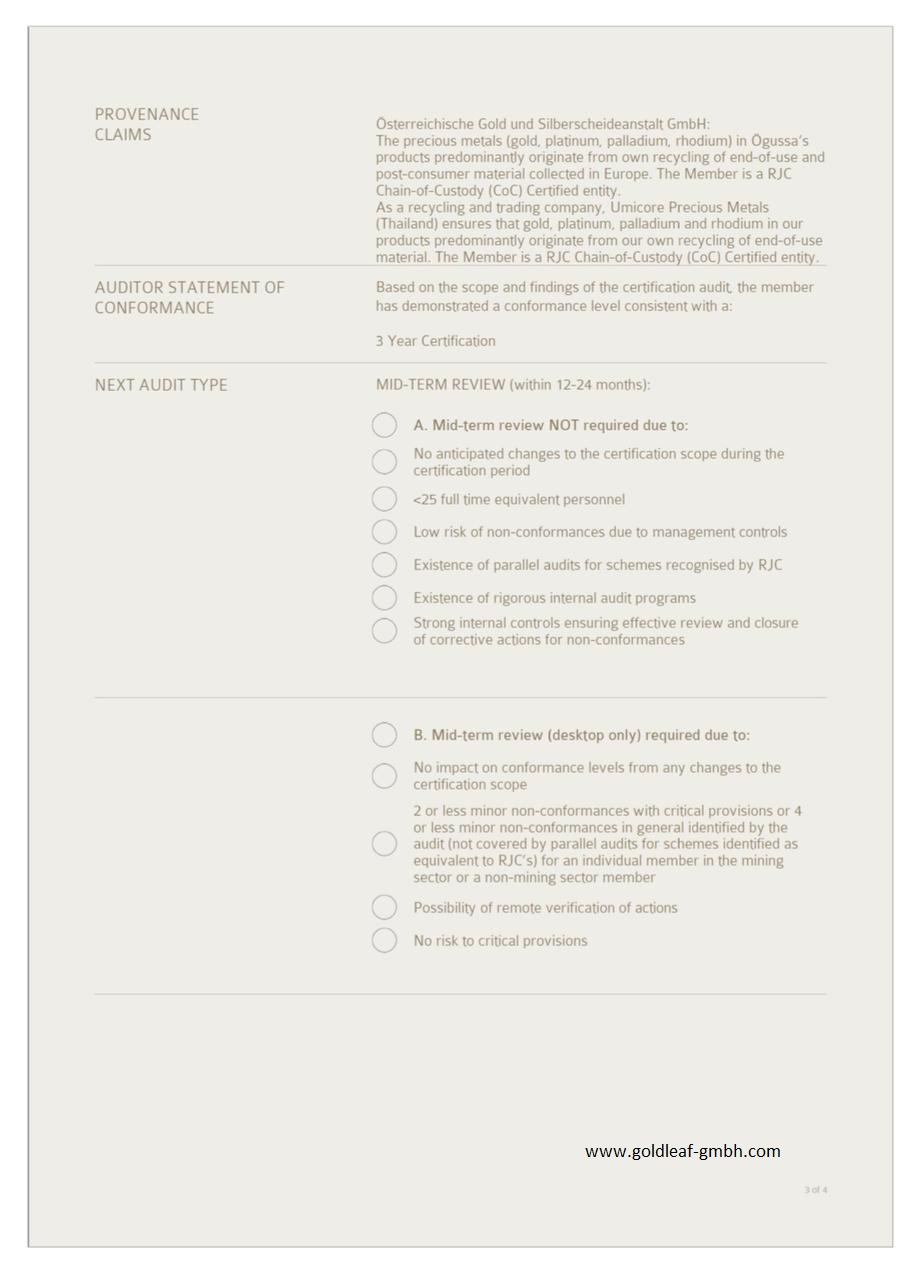 PROVENANCE
CLAIMS
Österreichische Gold und Silberscheideanstalt GmbH:
The precious metals (gold, platinum, palladium, rhodium) in Ögussa's
products predominantly originate from own recycling of end-of-use and
post-consumer material collected in Europe. The Member is a RJC
Chain-of-Custody (CoC) Certified entity.
As a recycling and trading company, Umicore Precious Metals
(Thailand) ensures that gold, platinum, palladium and rhodium in our
products predominantly originate from our own recycling of end-of-use
material. The Member is a RJC Chain-of-Custody (CoC) Certified entity.
AUDITOR STATEMENT OF
CONFORMANCE
Based on the scope and findings of the certification audit, the member
has demonstrated a conformance level consistent with a:
3 Year Certification
NEXT AUDIT TYPE
MID-TERM REVIEW (within 12-24 months):
A. Mid-term review NOT required due to:
No anticipated changes to the certification scope during the
certification period
<25 full time equivalent personnel
Low risk of non-conformances due to management controls
Existence of parallel audits for schemes recognised by RJC
Existence of rigorous internal audit programs
Strong internal controls ensuring effective review and closure
of corrective actions for non-conformances
B. Mid-term review (desktop only) required due to:
No impact on conformance levels from any changes to the
certification scope
2 or less minor non-conformances with critical provisions or 4
or less minor non-conformances in general identified by the
audit (not covered by parallel audits for schemes identified as
equivalent to RJC's) for an individual member in the mining
sector or a non-mining sector member
Possibility of remote verification of actions
No risk to critical provisions
www.goldleaf-gmbh.com
3 of 4